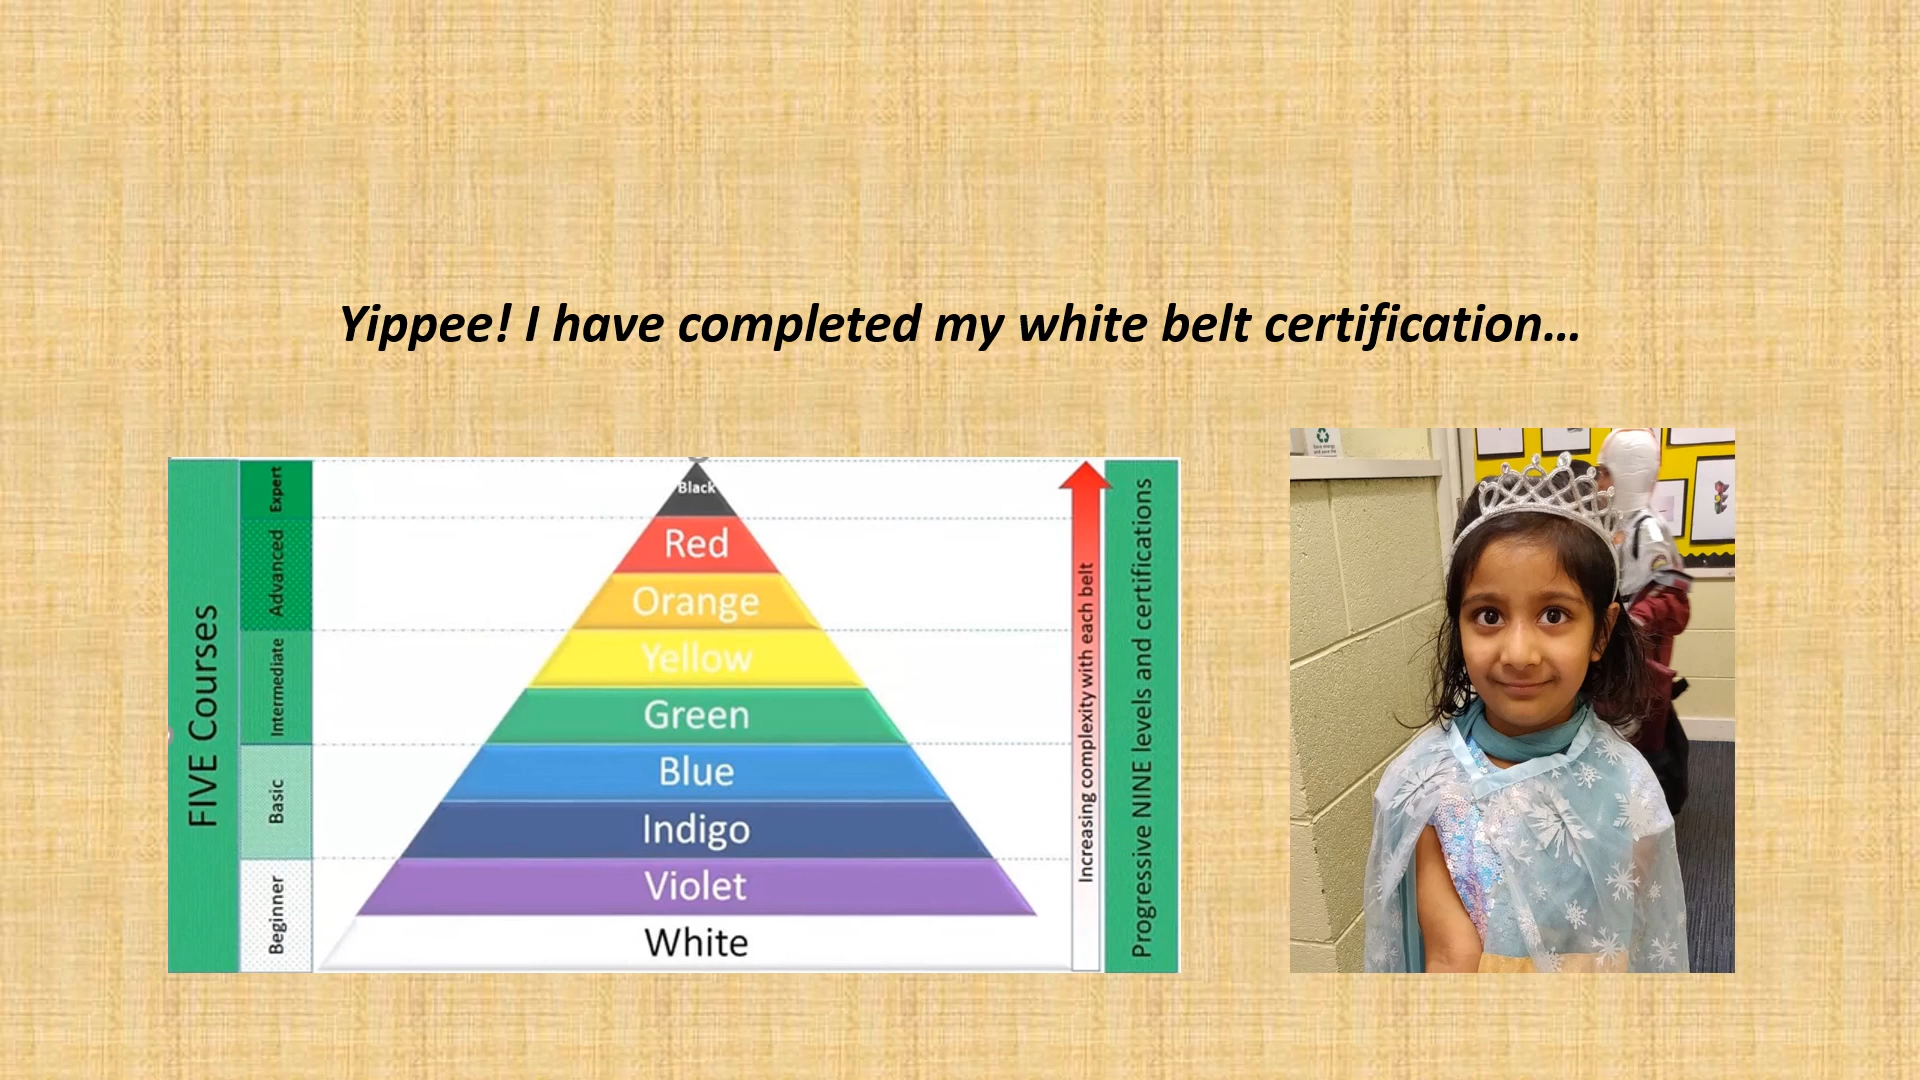 Yippee! I have completed my white belt certification…
FIVE Courses
Expert
Advanced
Intermediate
Basic
Beginner
Black
Red
Orange
Yellow
Green
Blue
Indigo
Violet
White
Increasing complexity with each belt
Progressive NINE levels and certifications